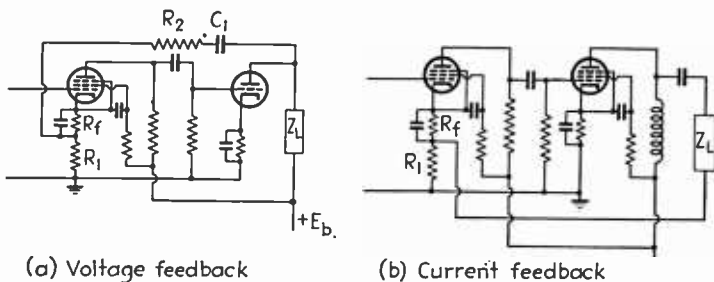 R2 C1
Rf
R1
ZL
+Eb.
(a) Voltage feedback
Rf
R1
ZL
(b) Current feedback